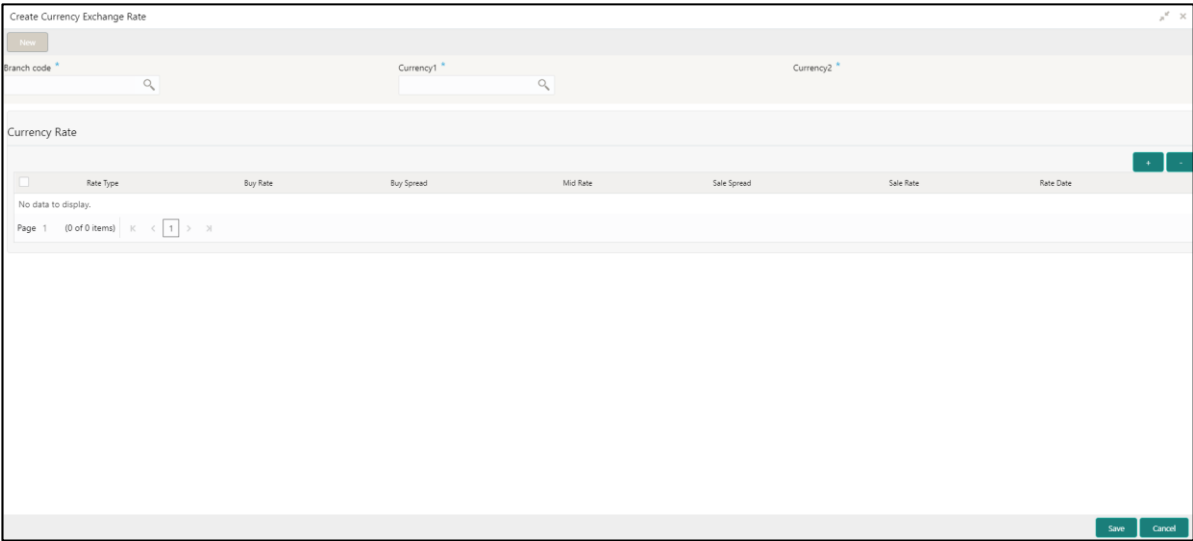 Create Currency Exchange Rate
New
Branch code * Currency1 * Currency2 *
Currency Rate
+ -
Rate Type Buy Rate Buy Spread Mid Rate Sale Spread Sale Rate Rate Date
No data to display.
Page 1 (0 of 0 items) 1
Save Cancel